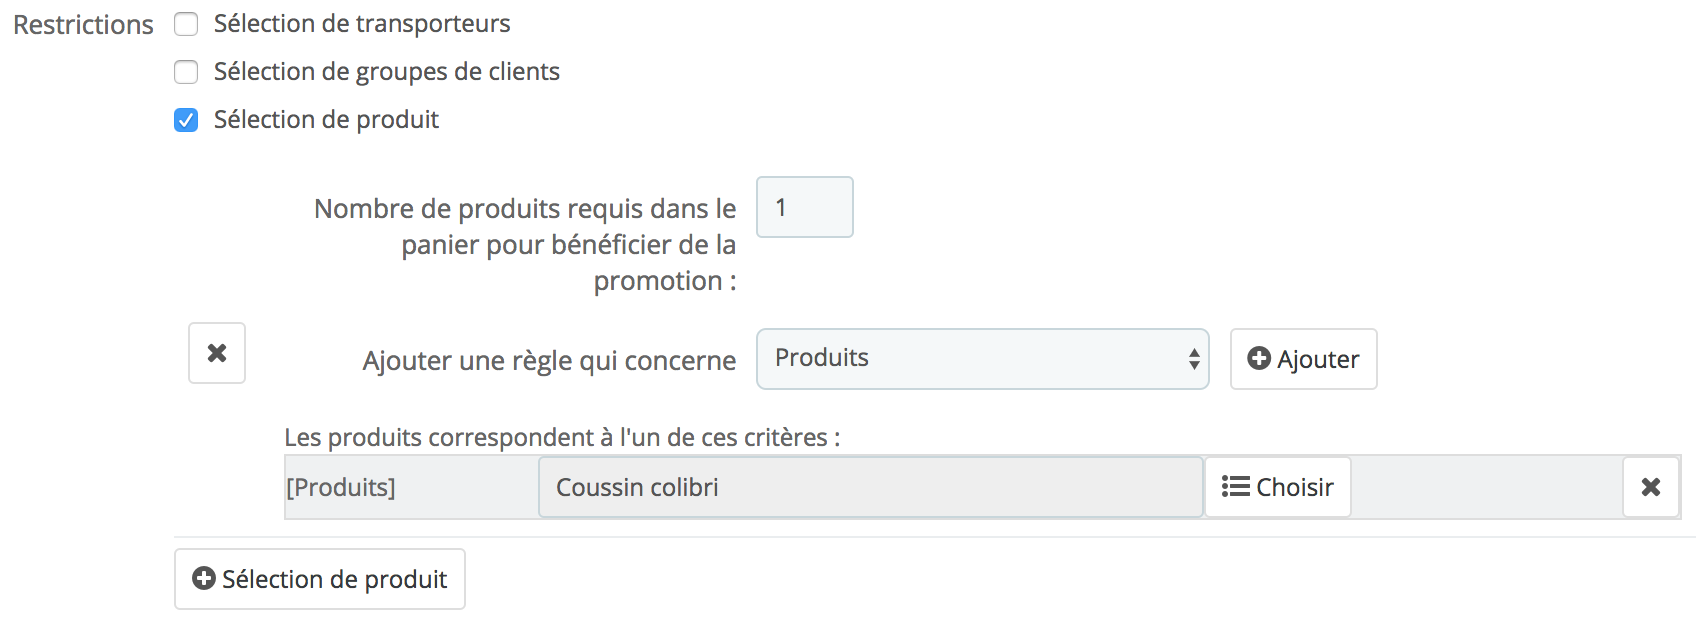 Restrictions
Sélection de transporteurs
Sélection de groupes de clients
Sélection de produit
Nombre de produits requis dans le
panier pour bénéficier de la
promotion :
1
Ajouter une règle qui concerne
Produits
Ajouter
Les produits correspondent à l'un de ces critères :
[Produits]
Coussin colibri
Choisir
Sélection de produit